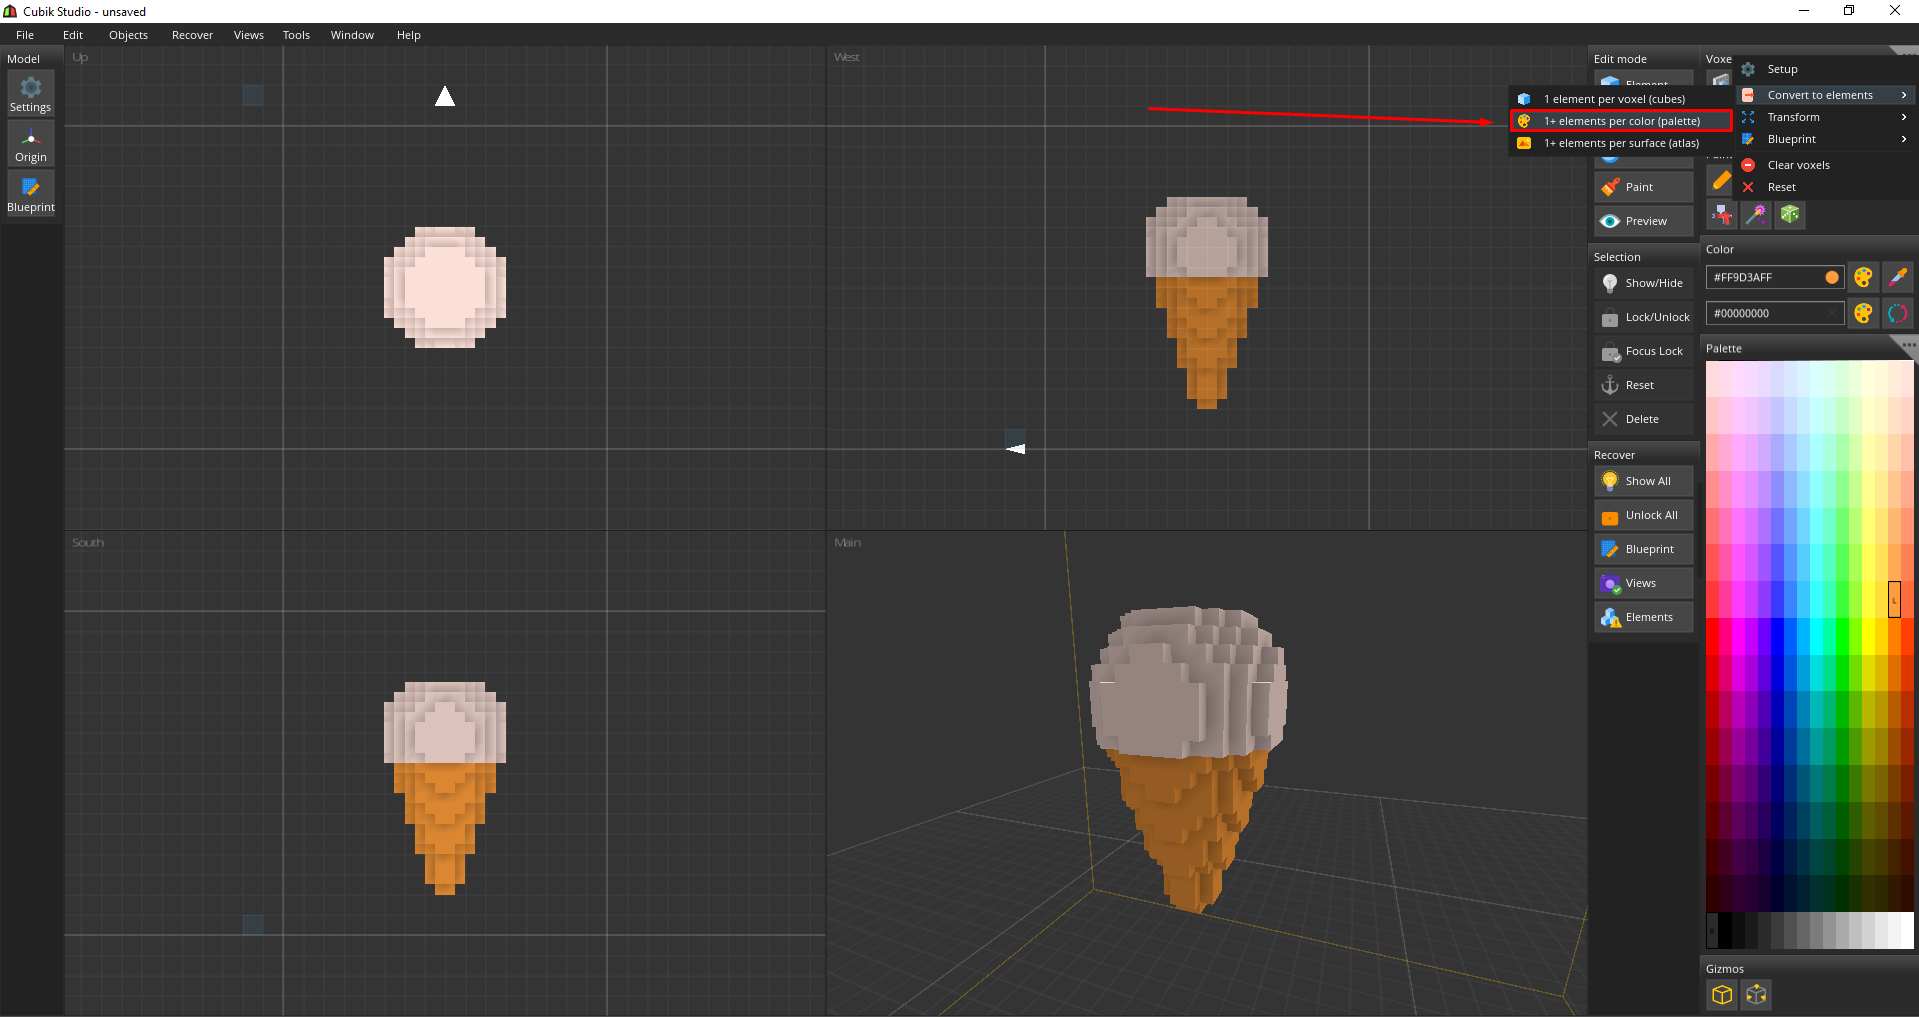 Cubik Studio - unsaved
File Edit Objects Recover Views Tools Window Help
Model
Settings
Origin
Blueprint
Up
West
South
Main
Edit mode
Element
Paint
Preview
Selection
Show/Hide
Lock/Unlock
Focus Lock
Reset
Delete
Recover
Show All
Unlock All
Blueprint
Views
Elements
1 element per voxel (cubes)
1+ elements per color (palette)
1+ elements per surface (atlas)
Voxe
Setup
Convert to elements
Transform
Blueprint
Clear voxels
Reset
Color
#FF9D3AFF
#00000000
Palette
L
Gizmos